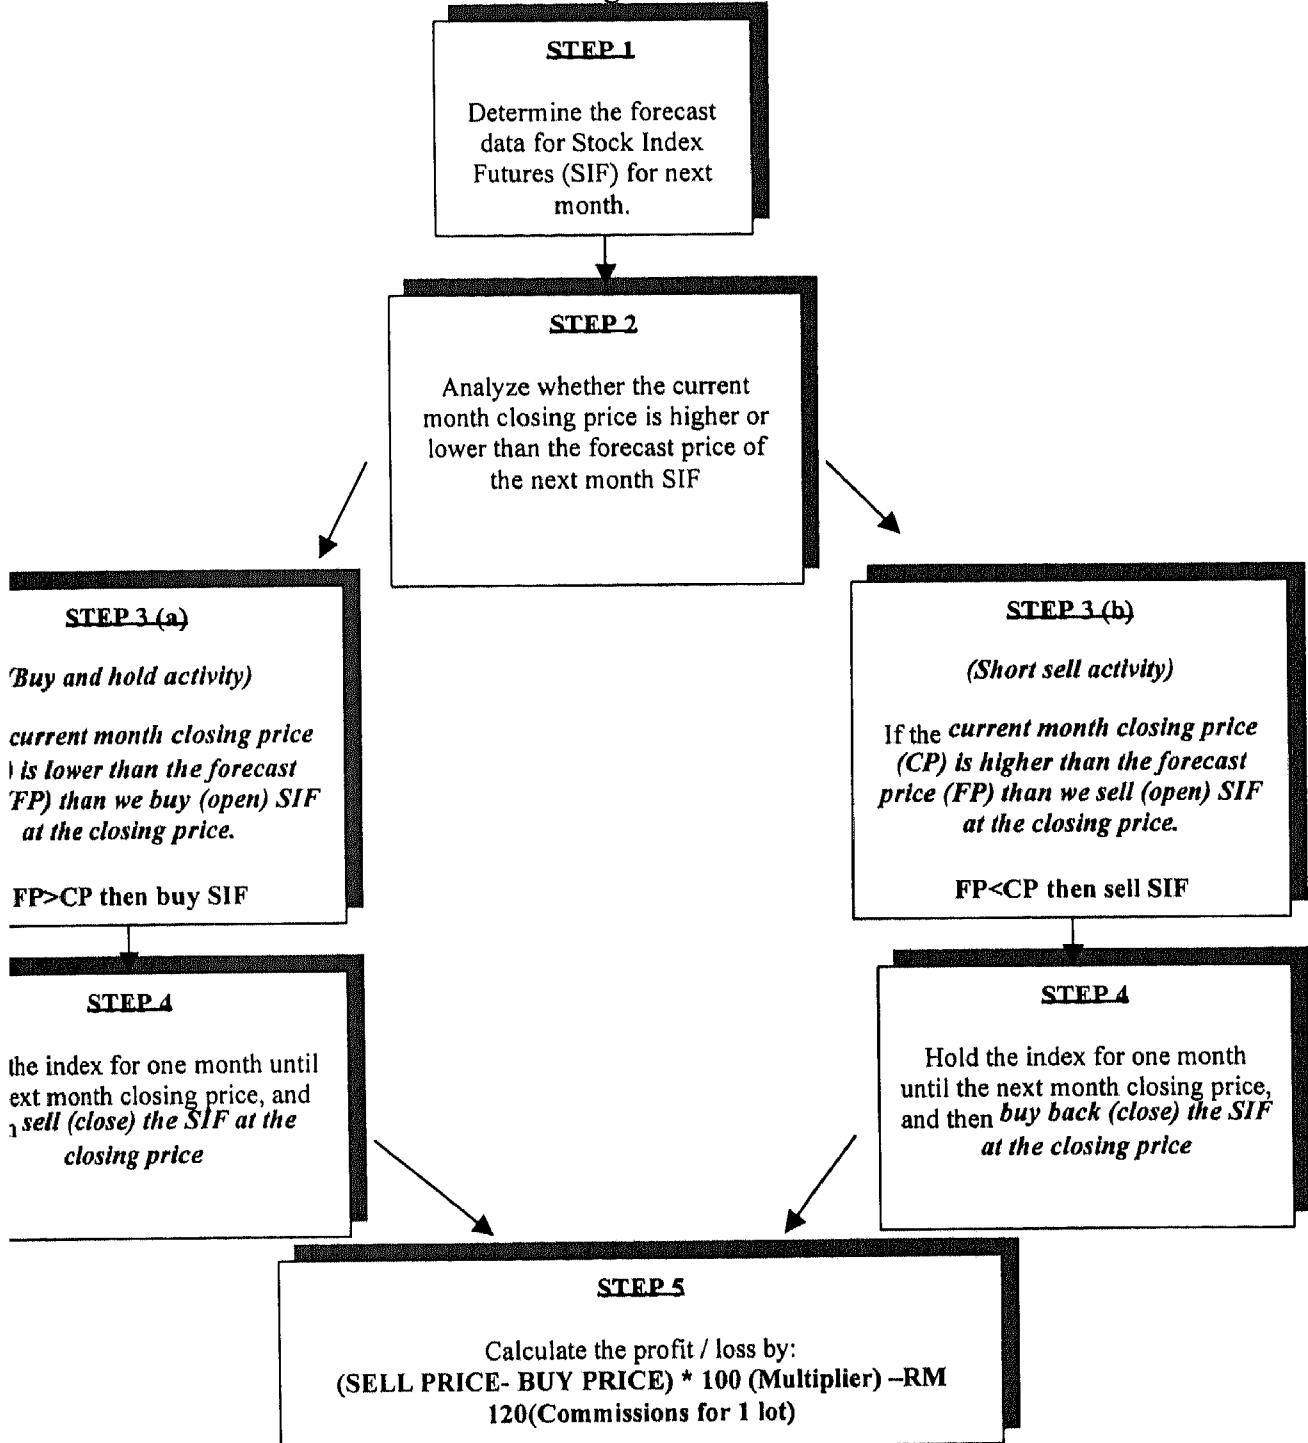 STEP 1
Determine the forecast
data for Stock Index
Futures (SIF) for next
month.
STEP 2
Analyze whether the current
month closing price is higher or
lower than the forecast price of
the next month SIF
STEP 3 (a)
(Buy and hold activity)
current month closing price
) is lower than the forecast
(FP) than we buy (open) SIF
at the closing price.
FP>CP then buy SIF
STEP 3 (b)
(Short sell activity)
If the current month closing price
(CP) is higher than the forecast
price (FP) than we sell (open) SIF
at the closing price.
FP<CP then sell SIF
STEP 4
the index for one month until
ext month closing price, and
sell (close) the SIF at the
closing price
STEP 4
Hold the index for one month
until the next month closing price,
and then buy back (close) the SIF
at the closing price
STEP 5
Calculate the profit / loss by:
(SELL PRICE- BUY PRICE) * 100 (Multiplier) –RM
120(Commissions for 1 lot)